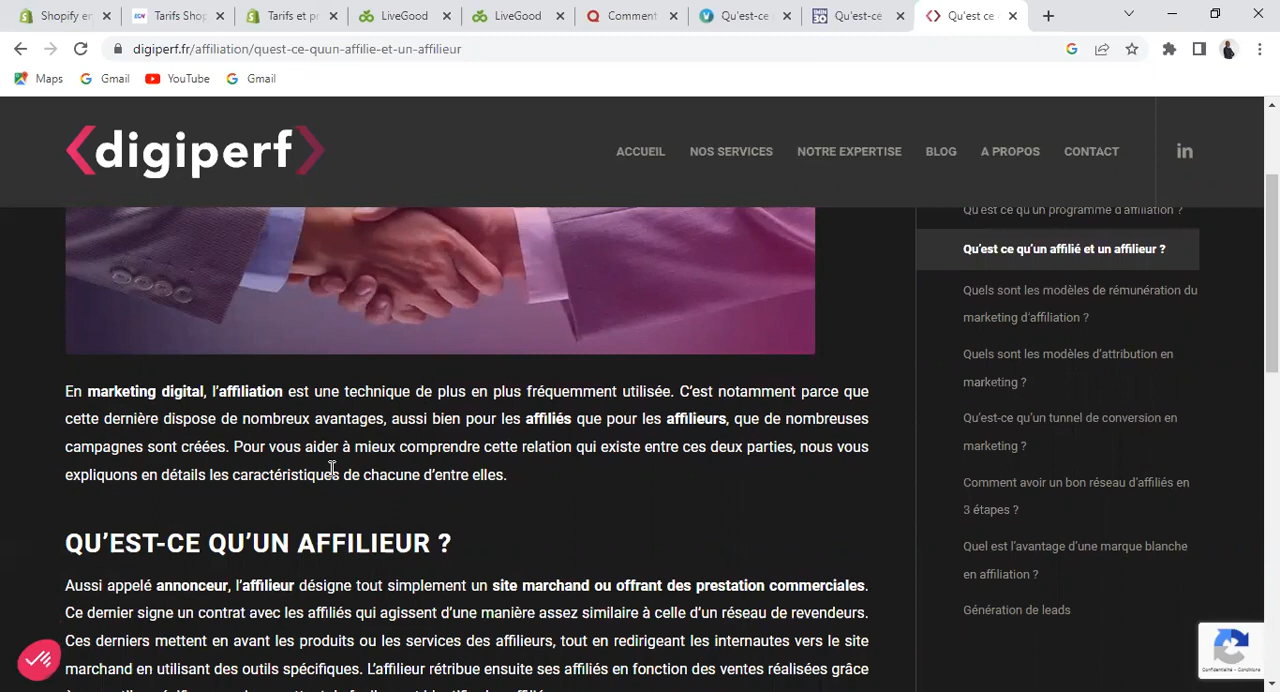 Shopify en
Tarifs Shop
Tarifs et pr
LiveGood
LiveGood
Comment
Qu'est-ce
Qu'est-ce
Qu'est ce
digiperf.fr/affiliation/quest-ce-quun-affilie-et-un-affilieur
Maps Gmail YouTube Gmail
digiperf
ACCUEIL NOS SERVICES NOTRE EXPERTISE BLOG A PROPOS CONTACT
Qu'est ce qu'un programme d'affiliation ?
Qu’est ce qu’un affilié et un affilieur ?
Quels sont les modèles de rémunération du
marketing d’affiliation ?
Quels sont les modèles d’attribution en
marketing ?
Qu’est-ce qu’un tunnel de conversion en
marketing ?
Comment avoir un bon réseau d’affiliés en
3 étapes ?
Quel est l’avantage d’une marque blanche
en affiliation ?
Génération de leads
En marketing digital, l’affiliation est une technique de plus en plus fréquemment utilisée. C’est notamment parce que
cette dernière dispose de nombreux avantages, aussi bien pour les affiliés que pour les affilieurs, que de nombreuses
campagnes sont créées. Pour vous aider à mieux comprendre cette relation qui existe entre ces deux parties, nous vous
expliquons en détails les caractéristiques de chacune d’entre elles.
QU’EST-CE QU’UN AFFILIEUR ?
Aussi appelé annonceur, l’affilieur désigne tout simplement un site marchand ou offrant des prestation commerciales.
Ce dernier signe un contrat avec les affiliés qui agissent d’une manière assez similaire à celle d’un réseau de revendeurs.
Ces derniers mettent en avant les produits ou les services des affilieurs, tout en redirigeant les internautes vers le site
marchand en utilisant des outils spécifiques. L’affilieur rétribue ensuite ses affiliés en fonction des ventes réalisées grâce